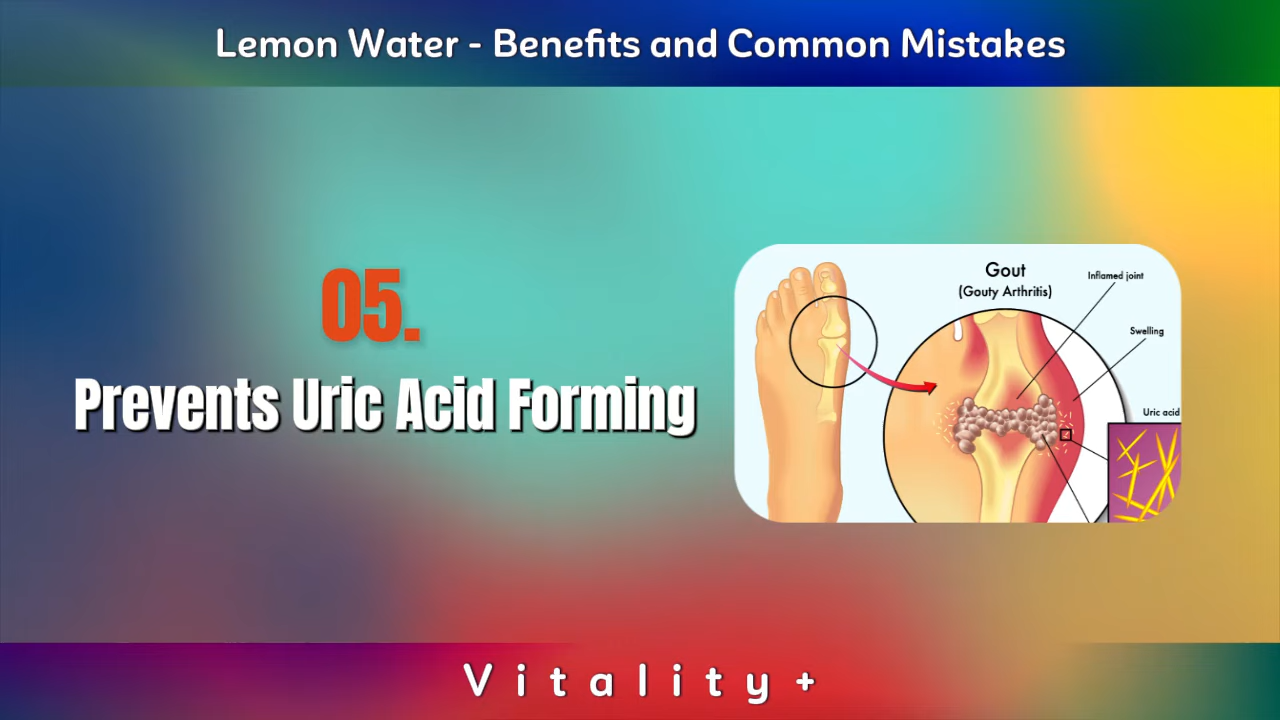 Lemon Water - Benefits and Common Mistakes
05.
Prevents Uric Acid Forming
Gout
(Gouty Arthritis)
Inflamed joint
Swelling
Uric acid
Vitality+